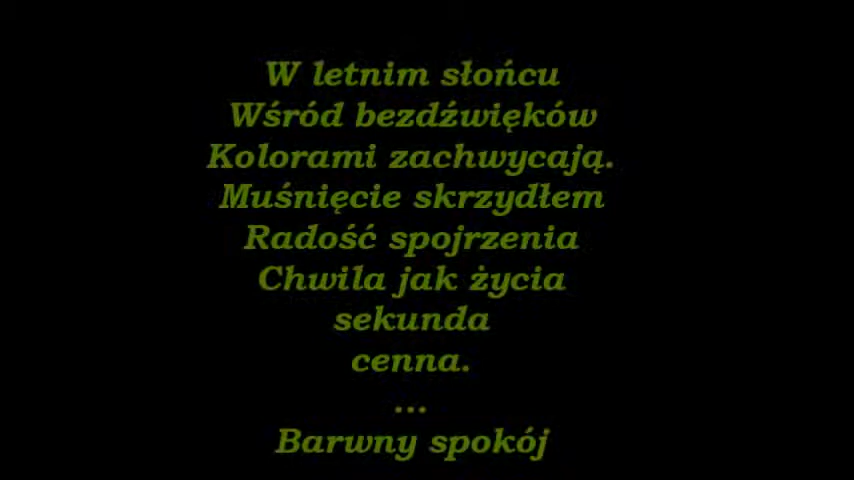 W letnim słońcu
Wśród bezdźwięków
Kolorami zachwycają.
Muśnięcie skrzydłem
Radość spojrzenia
Chwila jak życia
sekunda
cenna.
...
Barwny spokój